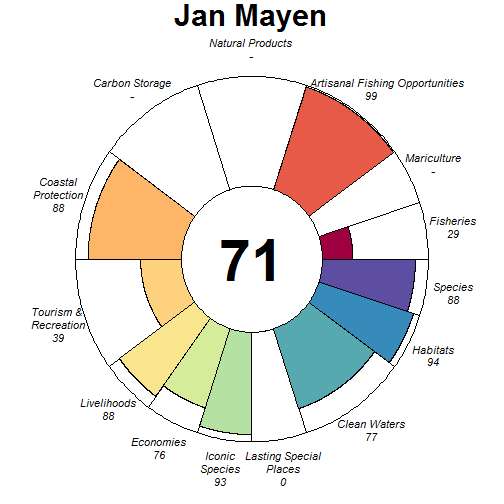 Jan Mayen
Natural Products
-
Carbon Storage
-
Artisanal Fishing Opportunities
99
Mariculture
-
Coastal
Protection
88
Fisheries
29
71
Species
88
Tourism &
Recreation
39
Habitats
94
Livelihoods
88
Clean Waters
77
Economies
76
Iconic
Species
93
Lasting Special
Places
0